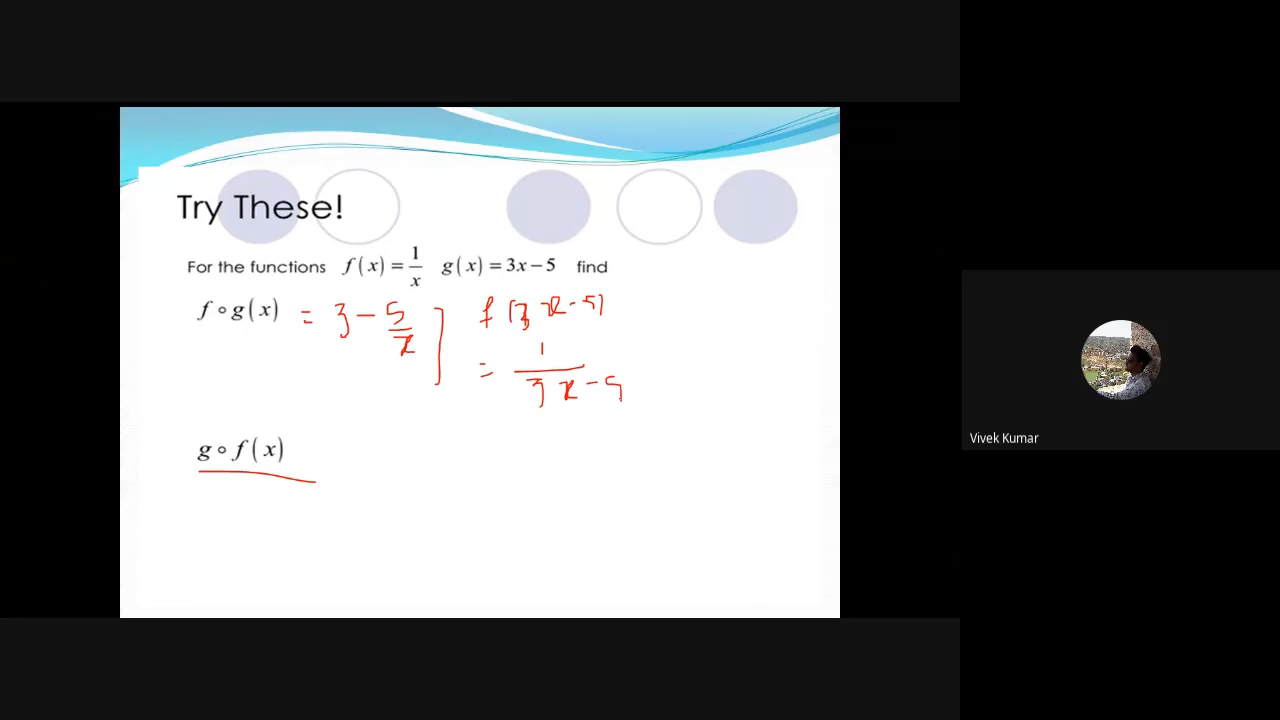 Try These!
For the functions f(x) = 1/x g(x) = 3x − 5 find
f ∘ g(x) = 3 − 5/x ] f(3x − 5)
= 1/(3x − 5)
g ∘ f(x)
Vivek Kumar